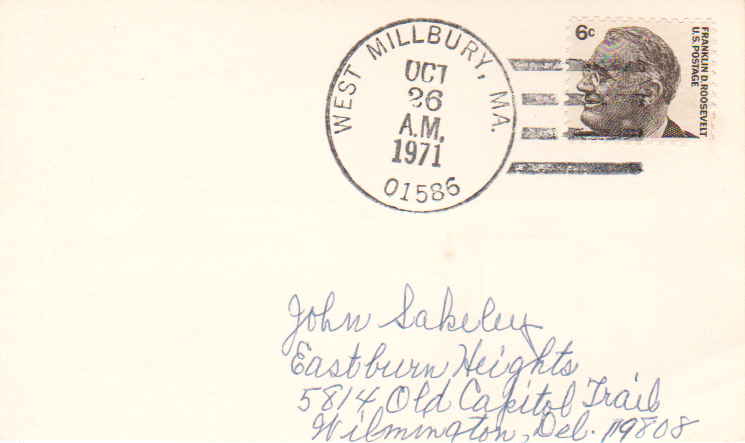 WEST MILLBURY, MA.
OCT
26
A.M.
1971
01586
6c
FRANKLIN D. ROOSEVELT
U.S. POSTAGE
John Sakeley
Eastburn Heights
5814 Old Capitol Trail
Wilmington, Del. 19808